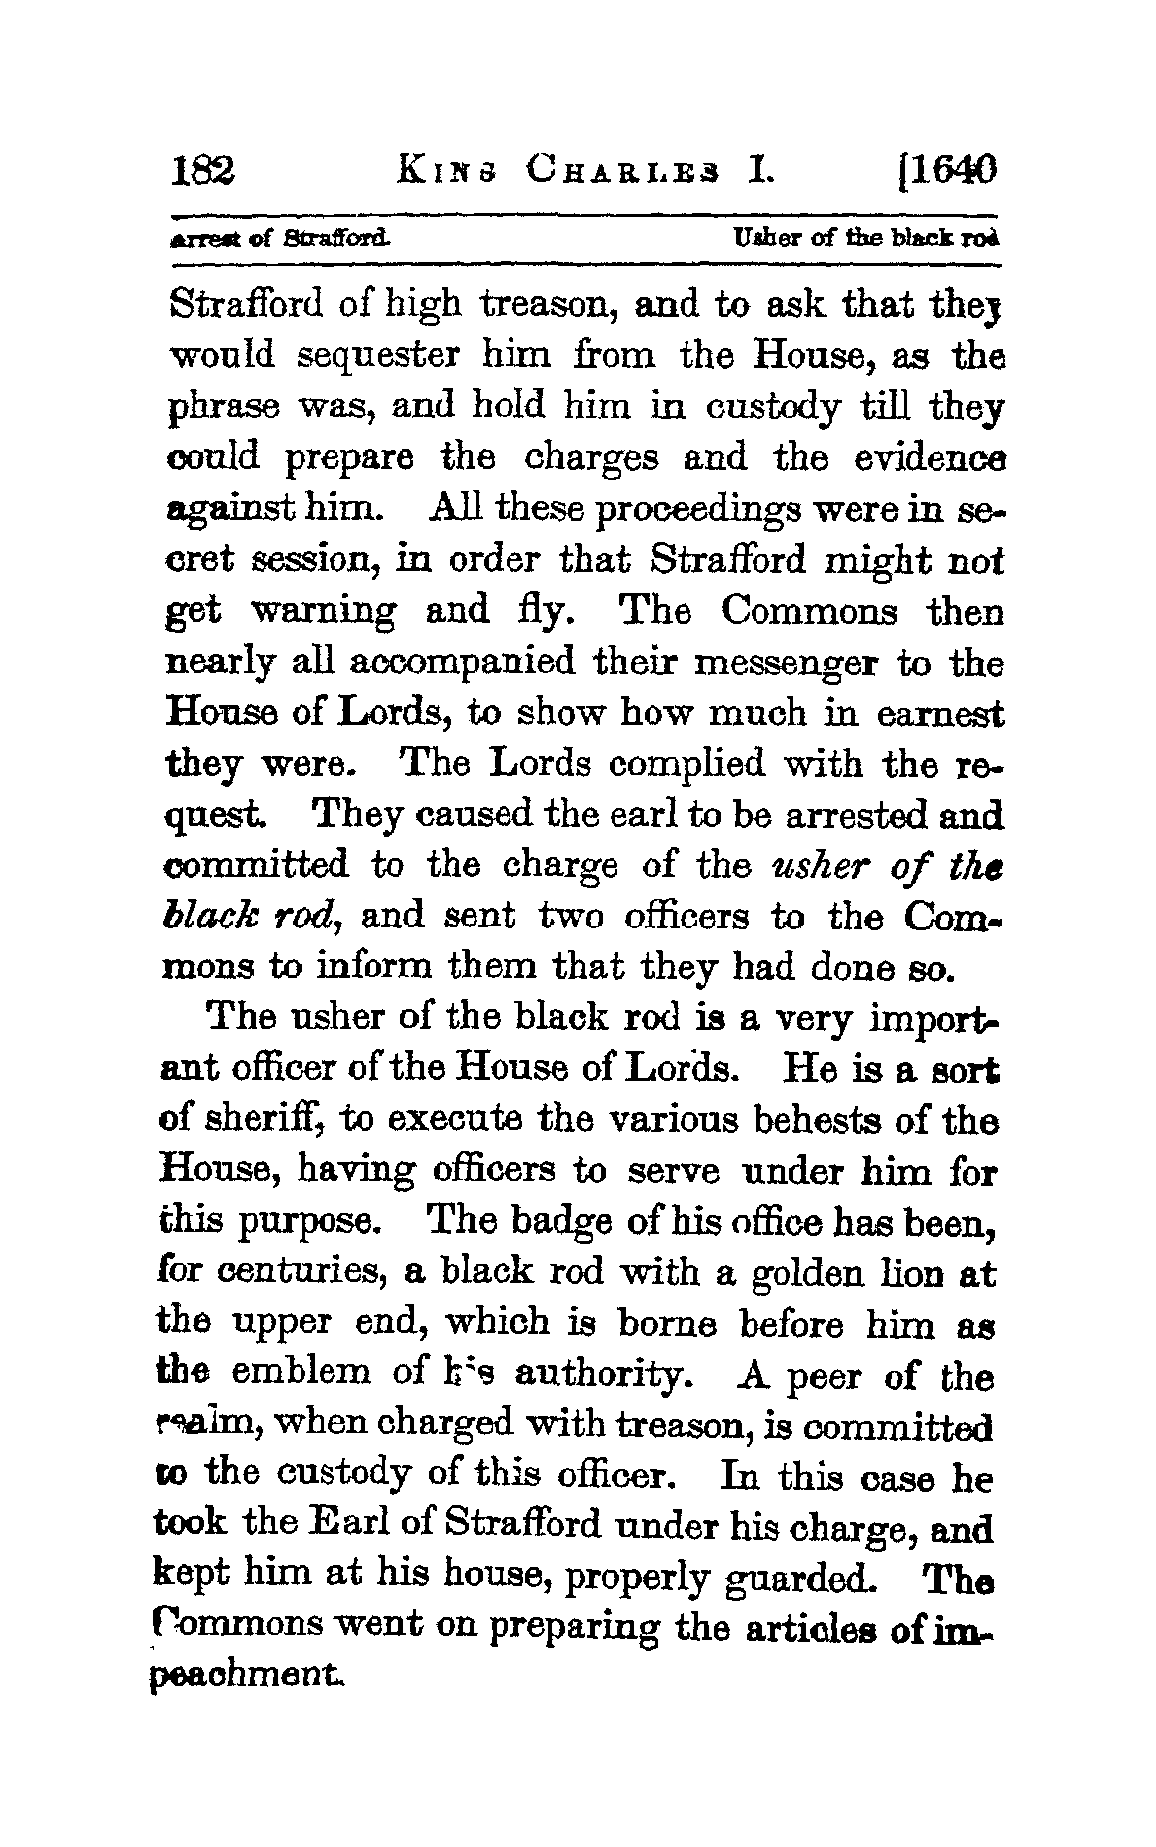 182 King Charles I. [1640
Arrest of Strafford. Usher of the black rod
Strafford of high treason, and to ask that they
would sequester him from the House, as the
phrase was, and hold him in custody till they
could prepare the charges and the evidence
against him. All these proceedings were in se-
cret session, in order that Strafford might not
get warning and fly. The Commons then
nearly all accompanied their messenger to the
House of Lords, to show how much in earnest
they were. The Lords complied with the re-
quest. They caused the earl to be arrested and
committed to the charge of the usher of the
black rod, and sent two officers to the Com-
mons to inform them that they had done so.
The usher of the black rod is a very import-
ant officer of the House of Lords. He is a sort
of sheriff, to execute the various behests of the
House, having officers to serve under him for
this purpose. The badge of his office has been,
for centuries, a black rod with a golden lion at
the upper end, which is borne before him as
the emblem of his authority. A peer of the
realm, when charged with treason, is committed
to the custody of this officer. In this case he
took the Earl of Strafford under his charge, and
kept him at his house, properly guarded. The
Commons went on preparing the articles of im-
peachment.